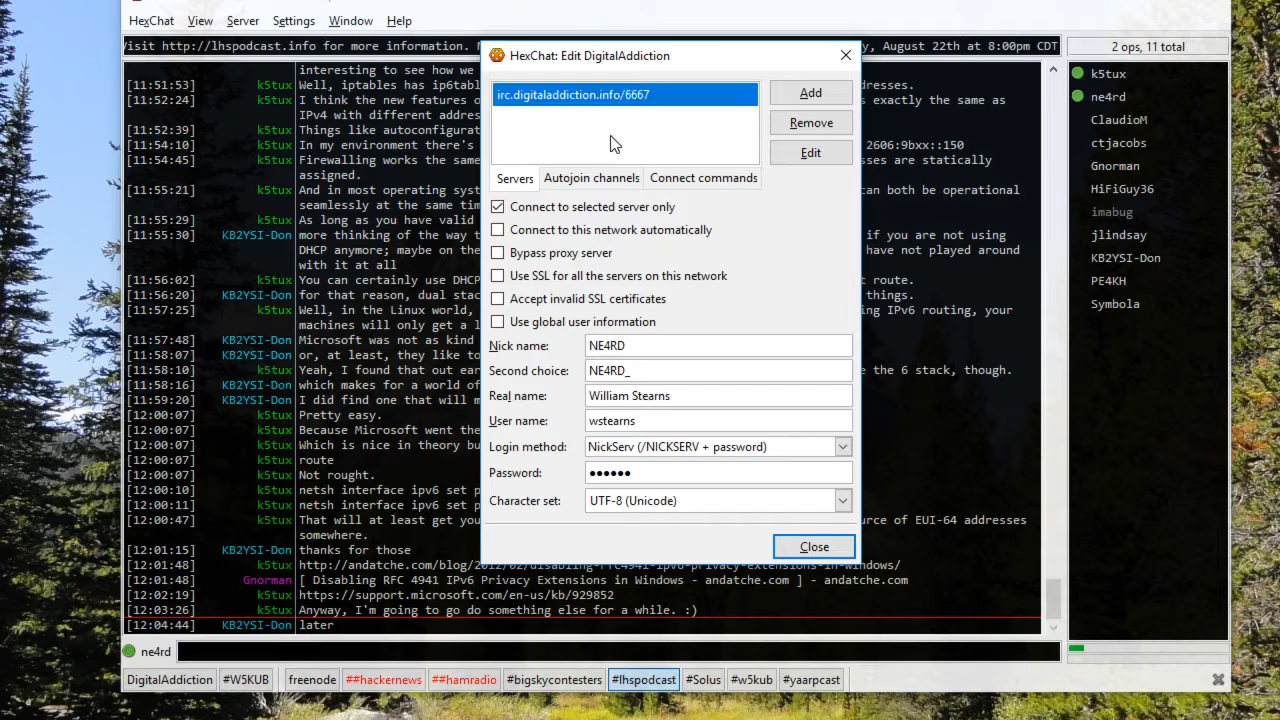 HexChat View Server Settings Window Help
Visit http://lhspodcast.info for more information.
y, August 22th at 8:00pm CDT
2 ops, 11 total
HexChat: Edit DigitalAddiction
irc.digitaladdiction.info/6667
Add
Remove
Edit
Servers Autojoin channels Connect commands
Connect to selected server only
Connect to this network automatically
Bypass proxy server
Use SSL for all the servers on this network
Accept invalid SSL certificates
Use global user information
Nick name: NE4RD
Second choice: NE4RD_
Real name: William Stearns
User name: wstearns
Login method: NickServ (/NICKSERV + password)
Password: ●●●●●●
Character set: UTF-8 (Unicode)
Close
interesting to see how we
[11:51:53] k5tux Well, iptables has ip6tabl dresses.
[11:52:24] k5tux I think the new features o s exactly the same as
IPv4 with different addres
[11:52:39] k5tux Things like autoconfigurat
[11:54:10] k5tux In my environment there's 2606:9bxx::150
[11:54:45] k5tux Firewalling works the same sses are statically
assigned.
[11:55:21] k5tux And in most operating syst can both be operational
seamlessly at the same tim
[11:55:29] k5tux As long as you have valid
[11:55:30] KB2YSI-Don more thinking of the way t if you are not using
DHCP anymore; maybe on the have not played around
with it at all
[11:56:02] k5tux You can certainly use DHCP t route.
[11:56:20] KB2YSI-Don for that reason, dual stac things.
[11:57:25] k5tux Well, in the Linux world, ing IPv6 routing, your
machines will only get a l
[11:57:48] KB2YSI-Don Microsoft was not as kind
[11:58:07] KB2YSI-Don or, at least, they like to
[11:58:10] k5tux Yeah, I found that out ear e the 6 stack, though.
[11:58:16] KB2YSI-Don which makes for a world of
[11:59:20] KB2YSI-Don I did find one that will m
[12:00:07] k5tux Pretty easy.
[12:00:07] k5tux Because Microsoft went the
[12:00:07] k5tux Which is nice in theory bu
[12:00:07] k5tux route
[12:00:07] k5tux Not rought.
[12:00:10] k5tux netsh interface ipv6 set p
[12:00:11] k5tux netsh interface ipv6 set p
[12:00:47] k5tux That will at least get you urce of EUI-64 addresses
somewhere.
[12:01:15] KB2YSI-Don thanks for those
[12:01:48] k5tux http://andatche.com/blog/2012/02/disabling-rfc4941-ipv6-privacy-extensions-in-windows/
[12:01:48] Gnorman [ Disabling RFC 4941 IPv6 Privacy Extensions in Windows - andatche.com ] - andatche.com
[12:02:19] k5tux https://support.microsoft.com/en-us/kb/929852
[12:03:26] k5tux Anyway, I'm going to go do something else for a while. :)
[12:04:44] KB2YSI-Don later
k5tux
ne4rd
ClaudioM
ctjacobs
Gnorman
HiFiGuy36
imabug
jlindsay
KB2YSI-Don
PE4KH
Symbola
ne4rd
DigitalAddiction #W5KUB freenode ##hackernews ##hamradio #bigskycontesters #lhspodcast #Solus #w5kub #yaarpcast